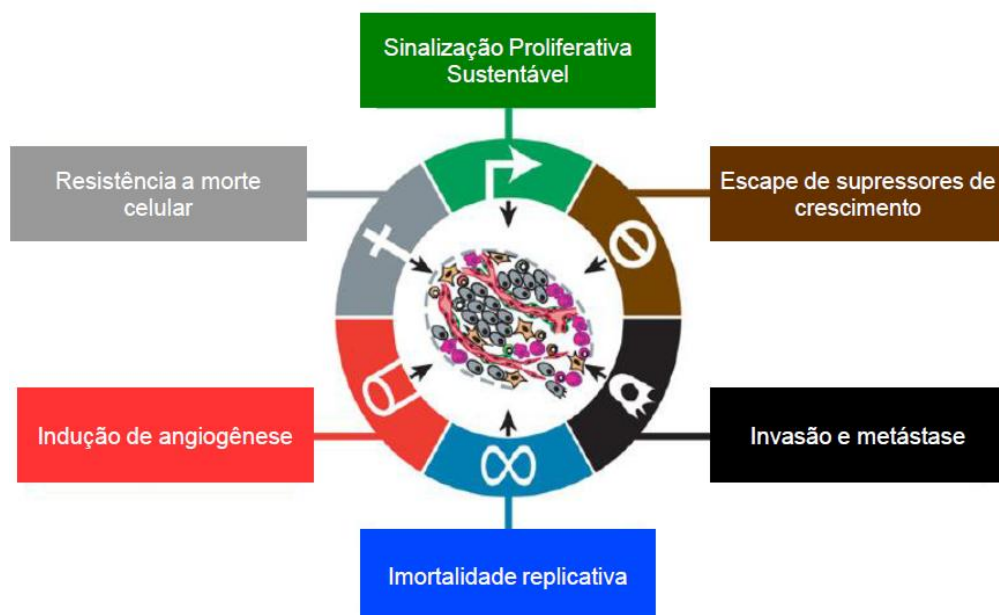 Sinalização Proliferativa
Sustentável
Resistência a morte
celular
Escape de supressores de
crescimento
Indução de angiogênese
Invasão e metástase
Imortalidade replicativa